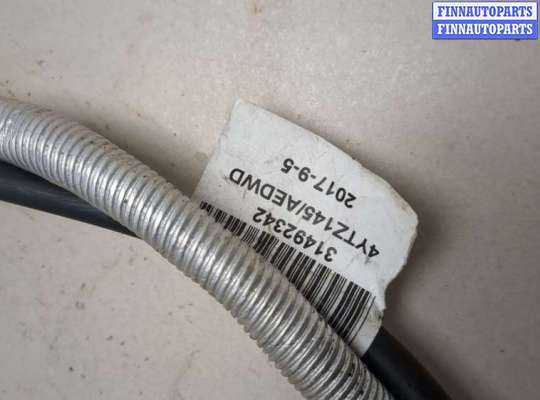 FINNAUTOPARTS
FINNAUTOPARTS
31492342
4YTZ145/AEDWD
2017-9-5